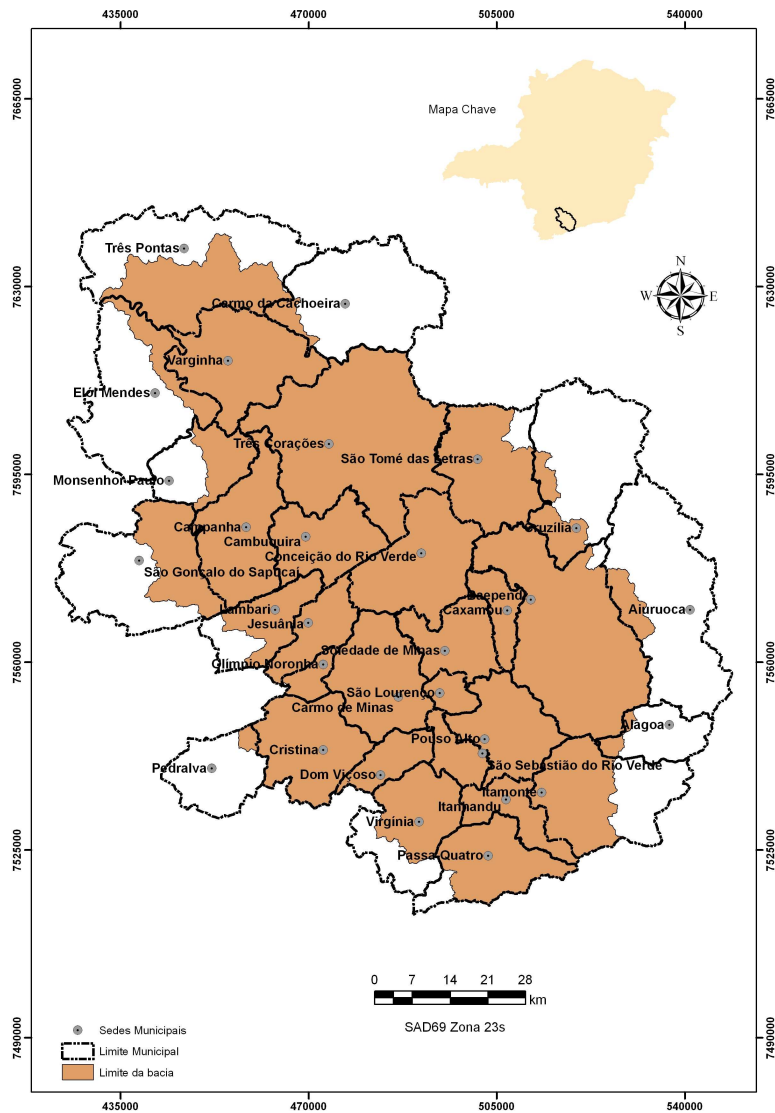 435000 470000 505000 540000
7665000
Mapa Chave
Três Pontas
7630000
7630000
Carmo da Cachoeira
N
W E
S
Varginha
Elói Mendes
Três Corações
São Tomé das Letras
7595000
7595000
Monsenhor Paulo
Campanha
Cruzília
Cambuquira
Conceição do Rio Verde
São Gonçalo do Sapucaí
Baependi
Lambari
Caxambu
Aiuruoca
Jesuânia
Soledade de Minas
7560000
7560000
Olímpio Noronha
São Lourenço
Carmo de Minas
Alagoa
Pouso Alto
Cristina
São Sebastião do Rio Verde
Pedralva
Dom Viçoso
Itamonte
Itanhandu
Virgínia
7525000
7525000
Passa-Quatro
0 7 14 21 28
km
SAD69 Zona 23s
Sedes Municipais
Limite Municipal
Limite da bacia
7490000
7490000
7665000
435000 470000 505000 540000